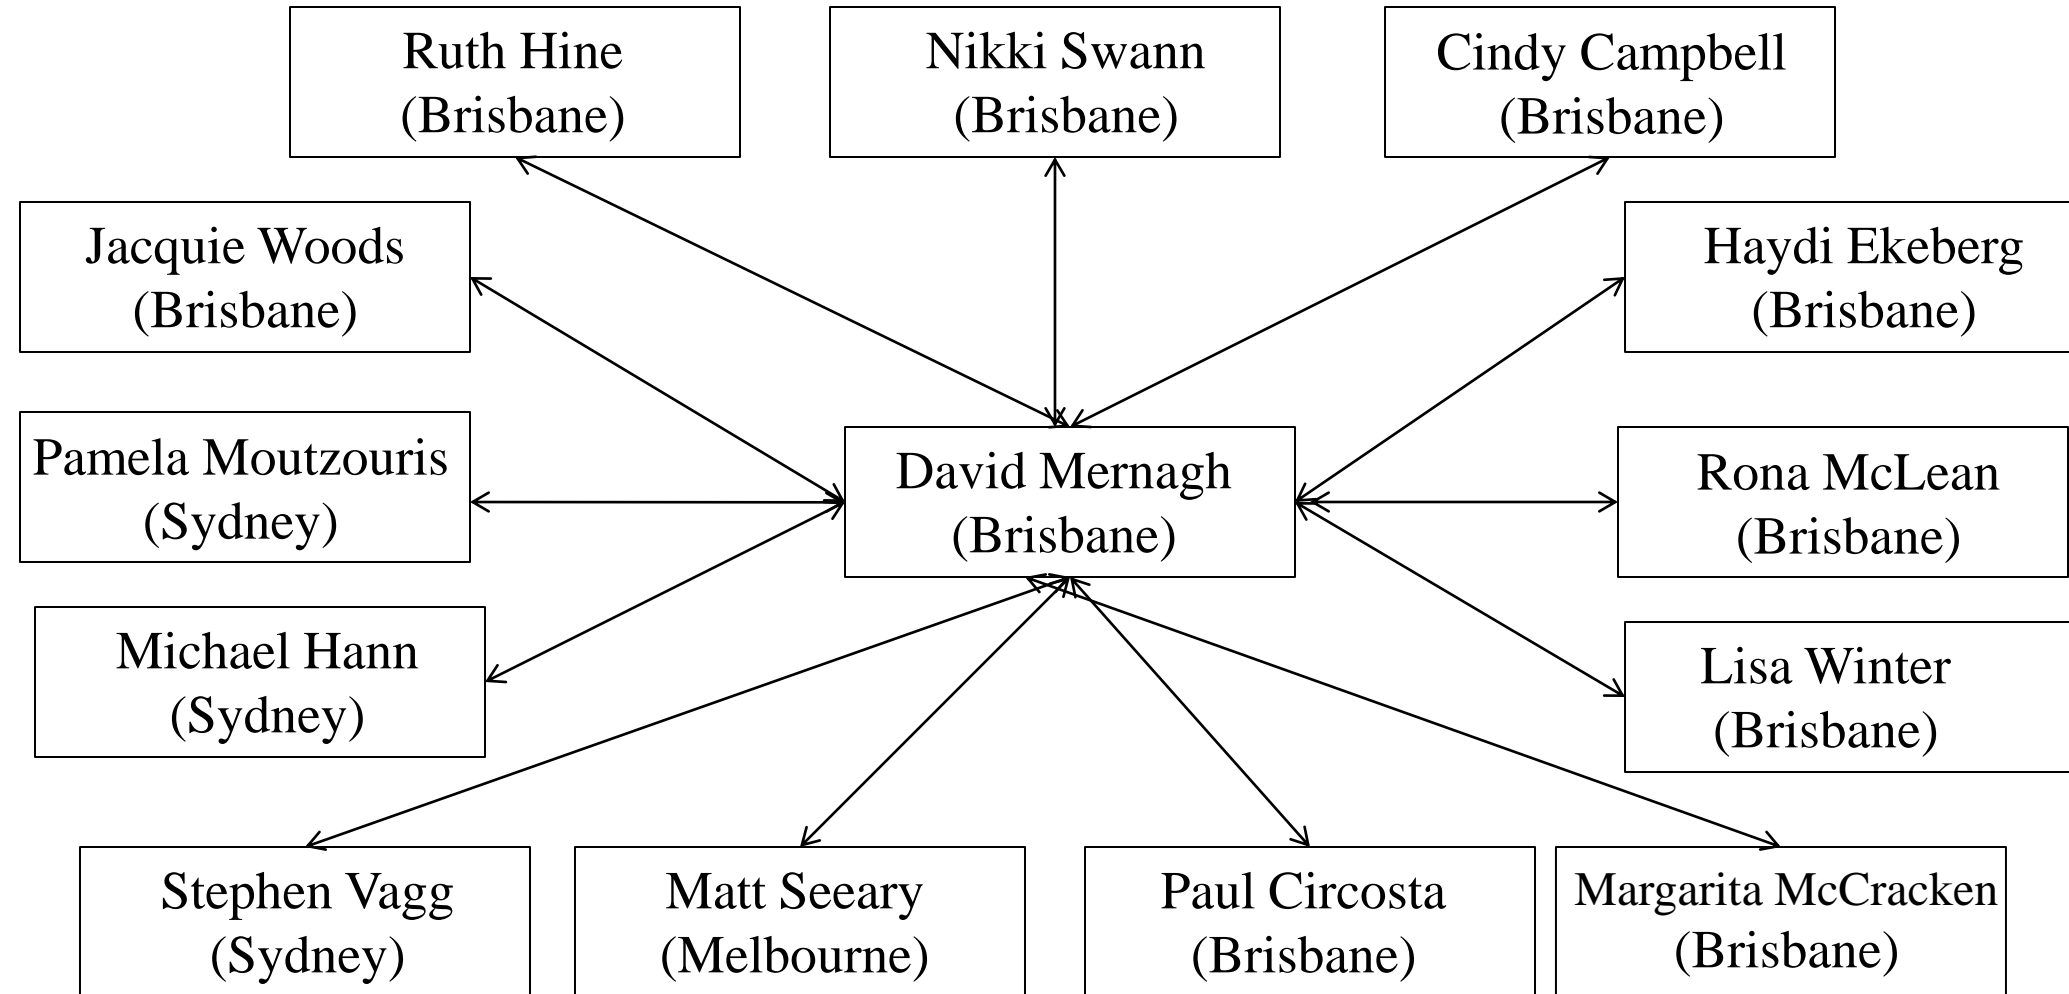 Ruth Hine
(Brisbane)
Nikki Swann
(Brisbane)
Cindy Campbell
(Brisbane)
Jacquie Woods
(Brisbane)
Haydi Ekeberg
(Brisbane)
Pamela Moutzouris
(Sydney)
David Mernagh
(Brisbane)
Rona McLean
(Brisbane)
Michael Hann
(Sydney)
Lisa Winter
(Brisbane)
Stephen Vagg
(Sydney)
Matt Seeary
(Melbourne)
Paul Circosta
(Brisbane)
Margarita McCracken
(Brisbane)